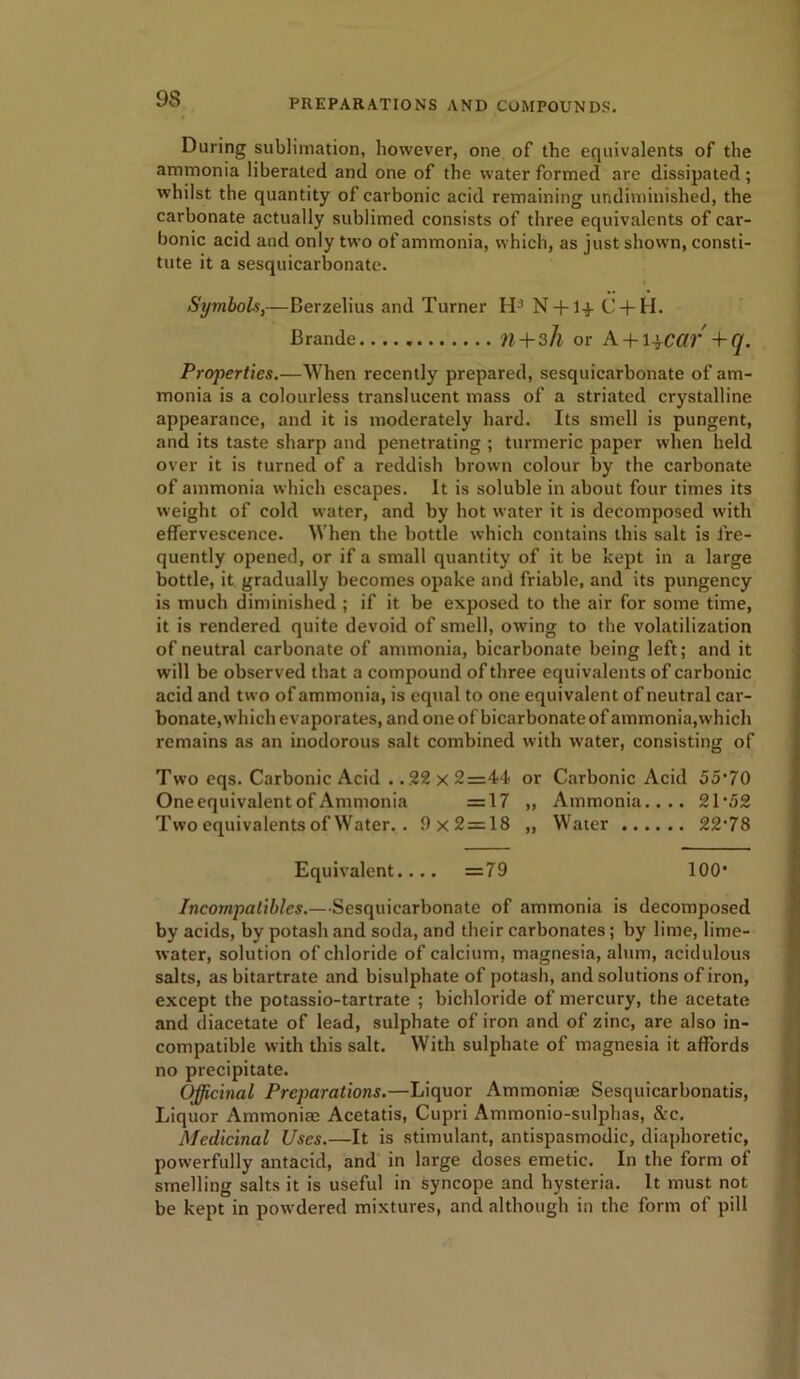 98
PREPARATIONS AND COMPOUNDS.
During sublimation, however, one of the equivalents of the
ammonia liberated and one of the water formed are dissipated;
whilst the quantity of carbonic acid remaining undiminished, the
carbonate actually sublimed consists of three equivalents of car-
bonic acid and only two of ammonia, which, as just shown, consti-
tute it a sesquicarbonate.
Symbols,—Berzelius and Turner H³ N + 1½ C̈ + Ḣ.
Brande............. n + 3h or A + 1½car′ + q.
Properties.—When recently prepared, sesquicarbonate of am-
monia is a colourless translucent mass of a striated crystalline
appearance, and it is moderately hard. Its smell is pungent,
and its taste sharp and penetrating ; turmeric paper when held
over it is turned of a reddish brown colour by the carbonate
of ammonia which escapes. It is soluble in about four times its
weight of cold water, and by hot water it is decomposed with
effervescence. When the bottle which contains this salt is fre-
quently opened, or if a small quantity of it be kept in a large
bottle, it gradually becomes opake and friable, and its pungency
is much diminished ; if it be exposed to the air for some time,
it is rendered quite devoid of smell, owing to the volatilization
of neutral carbonate of ammonia, bicarbonate being left; and it
will be observed that a compound of three equivalents of carbonic
acid and two of ammonia, is equal to one equivalent of neutral car-
bonate, which evaporates, and one of bicarbonate of ammonia, which
remains as an inodorous salt combined with water, consisting of
Two eqs. Carbonic Acid ..22 x 2=44 or Carbonic Acid 55·70
One equivalent of Ammonia =17 „ Ammonia.... 21·52
Two equivalents of Water.. 9 x 2=18 „ Water ...... 22·78
Equivalent.... =79 100·
Incompatibles.—Sesquicarbonate of ammonia is decomposed
by acids, by potash and soda, and their carbonates; by lime, lime-
water, solution of chloride of calcium, magnesia, alum, acidulous
salts, as bitartrate and bisulphate of potash, and solutions of iron,
except the potassio-tartrate ; bichloride of mercury, the acetate
and diacetate of lead, sulphate of iron and of zinc, are also in-
compatible with this salt. With sulphate of magnesia it affords
no precipitate.
Officinal Preparations.—Liquor Ammoniæ Sesquicarbonatis,
Liquor Ammoniæ Acetatis, Cupri Ammonio-sulphas, &c.
Medicinal Uses.—It is stimulant, antispasmodic, diaphoretic,
powerfully antacid, and in large doses emetic. In the form of
smelling salts it is useful in syncope and hysteria. It must not
be kept in powdered mixtures, and although in the form of pill